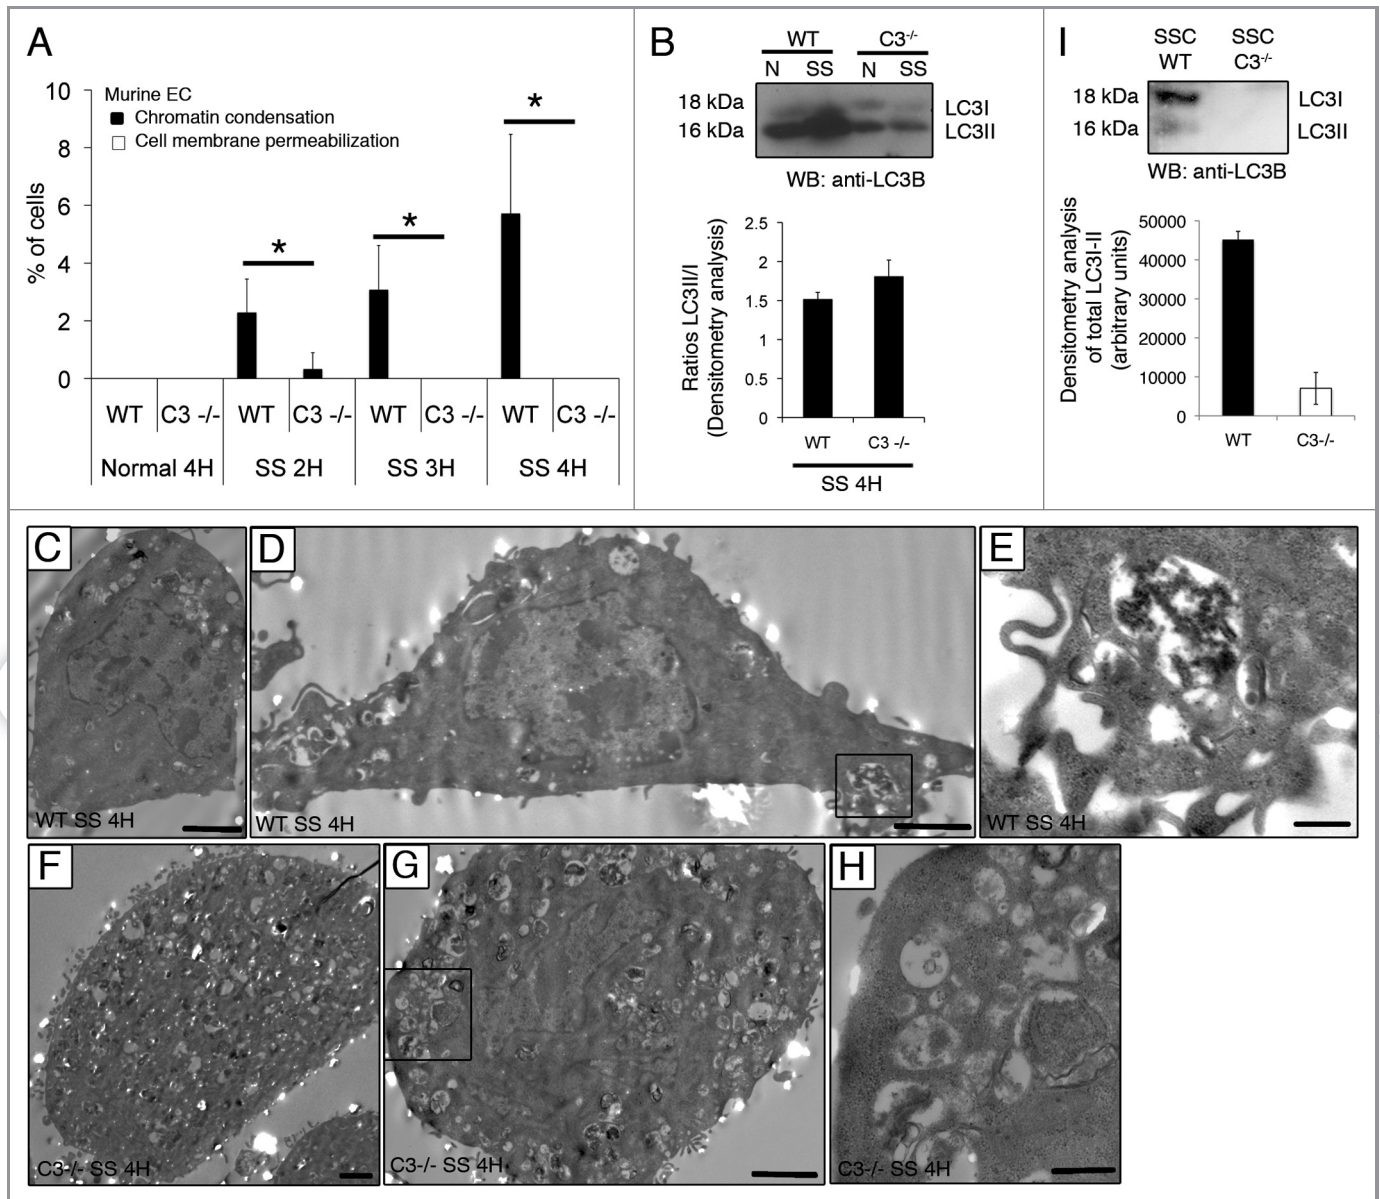 A
Murine EC
Chromatin condensation
Cell membrane permeabilization
% of cells
10
8
6
4
2
0
*
*
*
WT
C3 -/-
WT
C3 -/-
WT
C3 -/-
WT
C3 -/-
Normal 4H
SS 2H
SS 3H
SS 4H
B
WT
C3-/-
N
SS
N
SS
18 kDa
16 kDa
LC3I
LC3II
WB: anti-LC3B
Ratios LC3II/I
(Densitometry analysis)
2.5
2
1.5
1
0.5
0
WT
C3 -/-
SS 4H
I
SSC
WT
SSC
C3-/-
18 kDa
16 kDa
LC3I
LC3II
WB: anti-LC3B
Densitometry analysis
of total LC3I-II
(arbitrary units)
50000
40000
30000
20000
10000
0
WT
C3-/-
C
WT SS 4H
D
WT SS 4H
E
WT SS 4H
F
C3-/- SS 4H
G
C3-/- SS 4H
H
C3-/- SS 4H